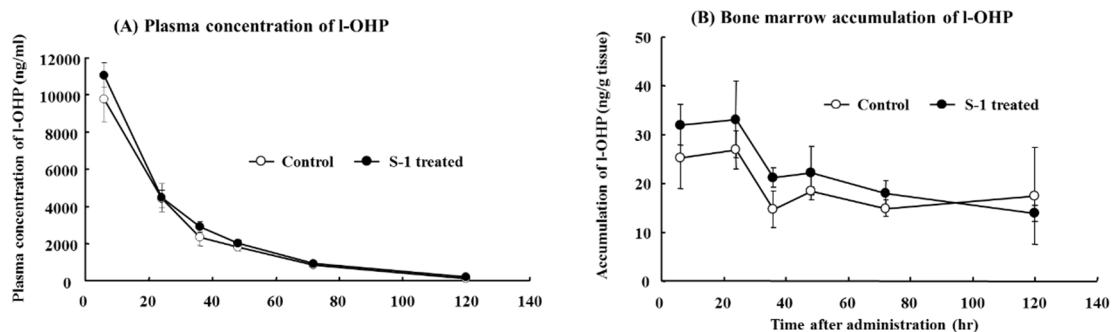 (A) Plasma concentration of l-OHP
Plasma concentration of l-OHP (ng/ml)
12000
10000
8000
6000
4000
2000
0
Control
S-1 treated
0 20 40 60 80 100 120 140
(B) Bone marrow accumulation of l-OHP
Accumulation of l-OHP (ng/g tissue)
50
40
30
20
10
0
Control
S-1 treated
0 20 40 60 80 100 120 140
Time after administration (hr)